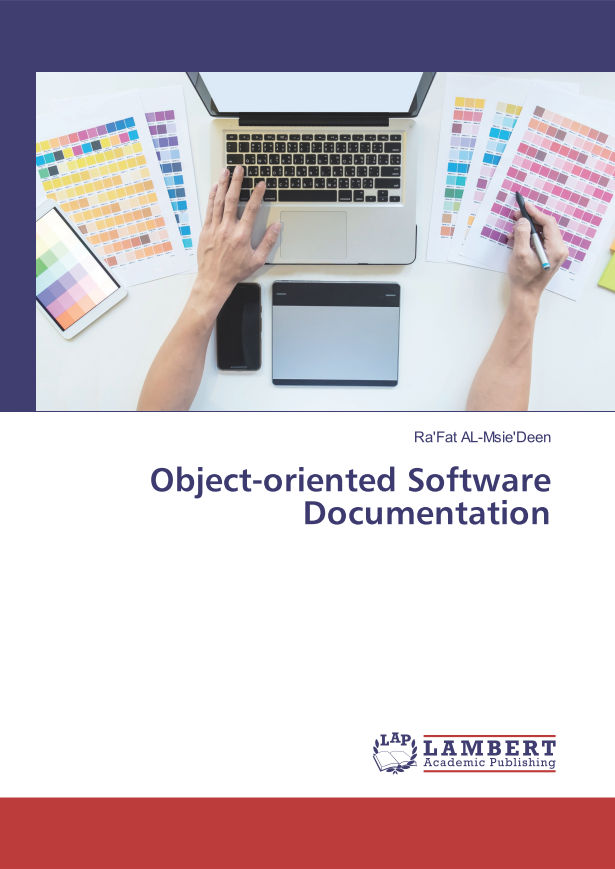 Ra'Fat AL-Msie'Deen
Object-oriented Software
Documentation
LAP
LAMBERT
Academic Publishing